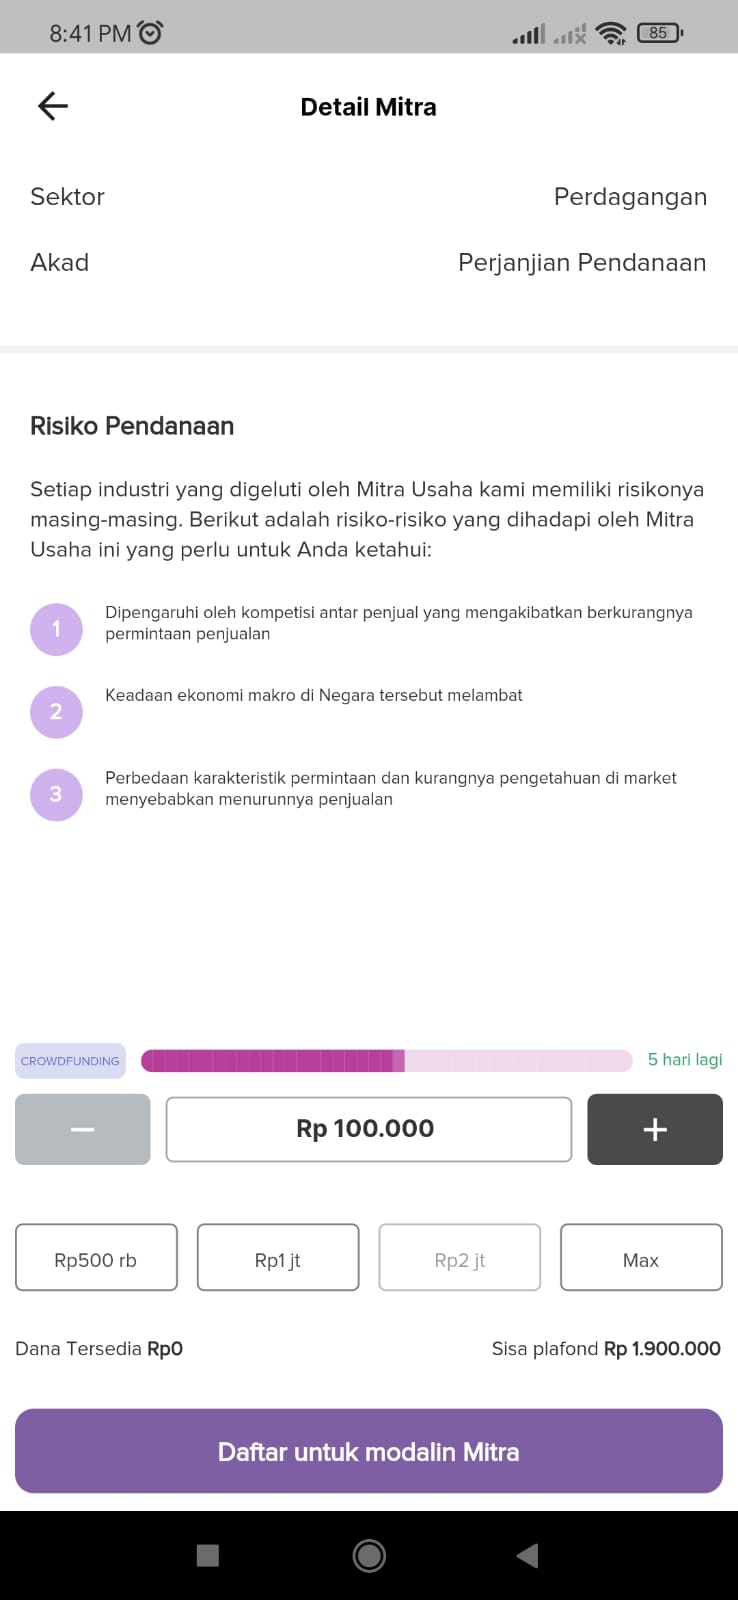 8:41 PM
85
Detail Mitra
Sektor Perdagangan
Akad Perjanjian Pendanaan
Risiko Pendanaan
Setiap industri yang digeluti oleh Mitra Usaha kami memiliki risikonya
masing-masing. Berikut adalah risiko-risiko yang dihadapi oleh Mitra
Usaha ini yang perlu untuk Anda ketahui:
1 Dipengaruhi oleh kompetisi antar penjual yang mengakibatkan berkurangnya
permintaan penjualan
2 Keadaan ekonomi makro di Negara tersebut melambat
3 Perbedaan karakteristik permintaan dan kurangnya pengetahuan di market
menyebabkan menurunnya penjualan
CROWDFUNDING 5 hari lagi
− Rp 100.000 +
Rp500 rb Rp1 jt Rp2 jt Max
Dana Tersedia Rp0 Sisa plafond Rp 1.900.000
Daftar untuk modalin Mitra